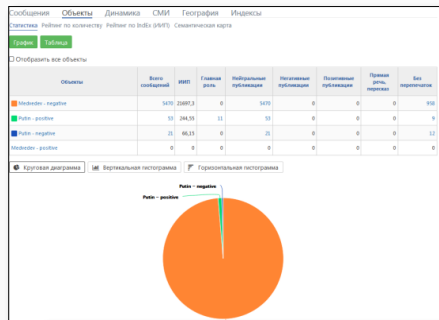 Сообщения Объекты Динамика СМИ География Индексы
Статистика Рейтинг по количеству Рейтинг по IndEx (ИИП) Семантическая карта
График Таблица
Отобразить все объекты
Объекты Всего сообщений ИИП Главная роль Нейтральные публикации Негативные публикации Позитивные публикации Прямая речь, пересказ Без перепечаток
Medvedev - negative 5470 21697,3 0 5470 0 0 0 930
Putin - positive 53 244,55 11 53 0 0 0 9
Putin - negative 21 66,15 0 21 0 0 0 12
Medvedev - positive 0 0 0 0 0 0 0 0
Круговая диаграмма Вертикальная гистограмма Горизонтальная гистограмма
Putin — negative
Putin — positive